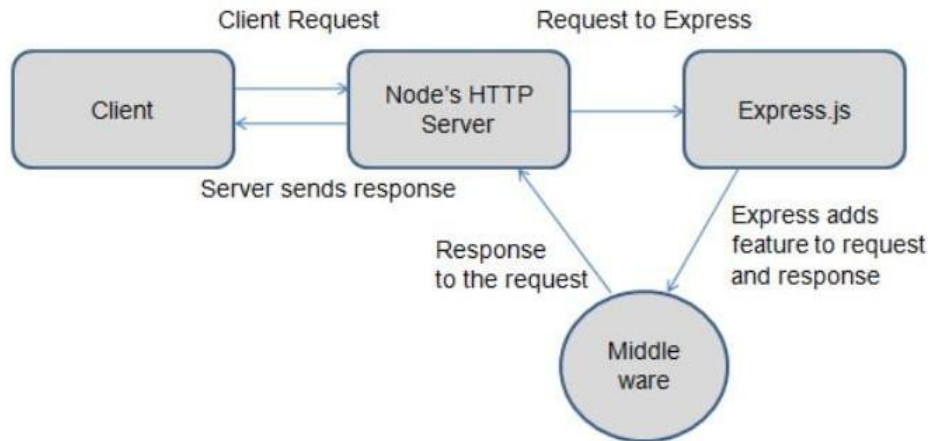 Client Request
Request to Express
Client
Node's HTTP
Server
Express.js
Server sends response
Express adds
feature to request
and response
Response
to the request
Middle
ware